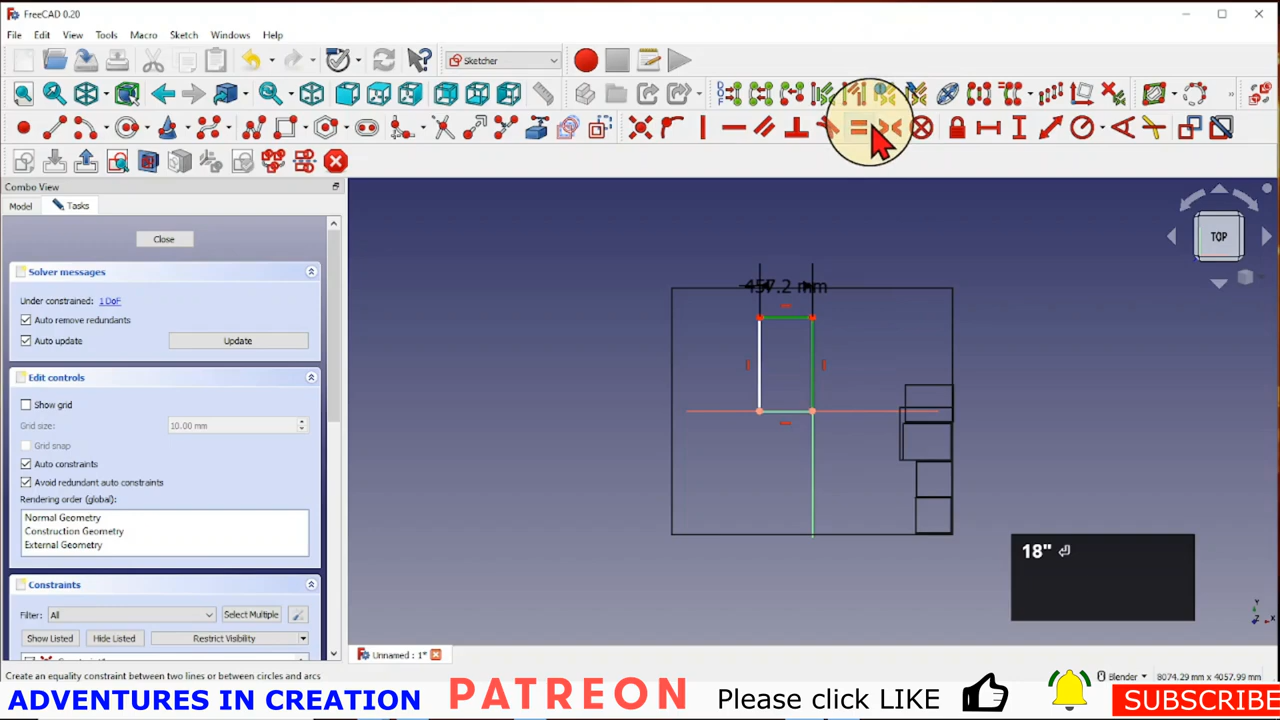 FreeCAD 0.20
File Edit View Tools Macro Sketch Windows Help
Sketcher
Combo View
Model Tasks
Close
Solver messages
Under constrained: 1 DoF
Auto remove redundants
Auto update Update
Edit controls
Show grid
Grid size: 10.00 mm
Grid snap
Auto constraints
Avoid redundant auto constraints
Rendering order (global):
Normal Geometry
Construction Geometry
External Geometry
Constraints
Filter: All Select Multiple
Show Listed Hide Listed Restrict Visibility
457.2 mm
TOP
18"
Y
Z X
Unnamed : 1*
Create an equality constraint between two lines or between circles and arcs
Blender 8074.29 mm x 4057.99 mm
ADVENTURES IN CREATION PATREON Please click LIKE SUBSCRIBE